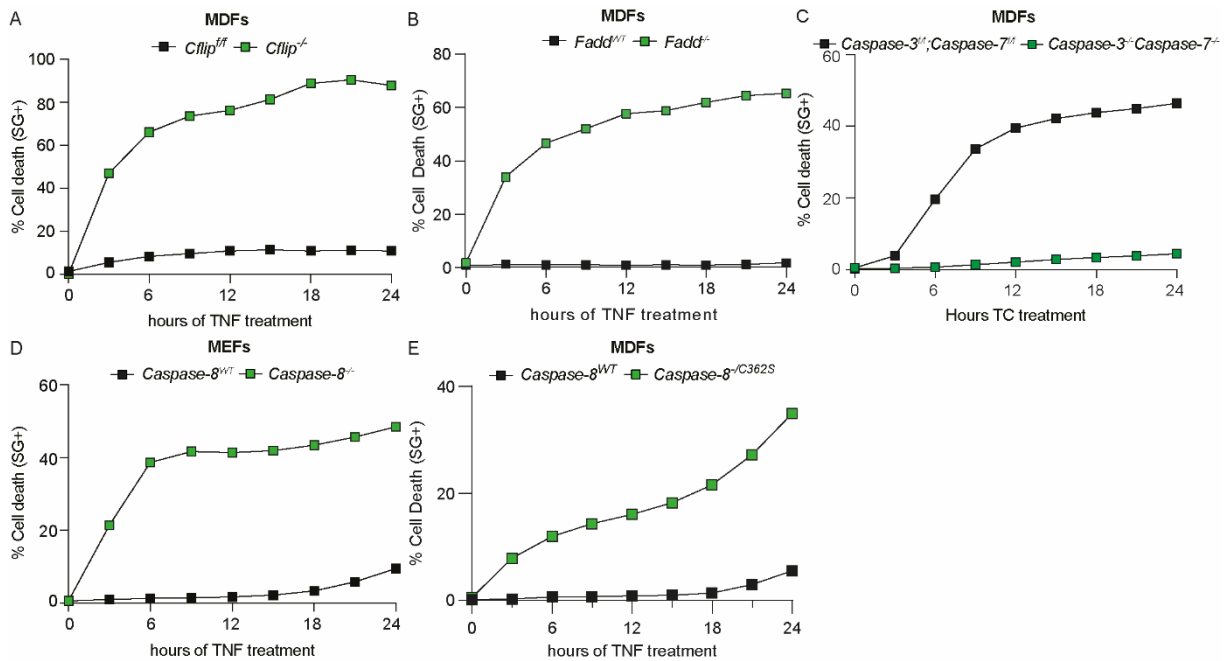 A
MDFs
Cflip^f/f Cflip^-/-
% Cell death (SG+)
100
80
60
40
20
0
0 6 12 18 24
hours of TNF treatment
B
MDFs
Fadd^WT Fadd^-/-
% Cell Death (SG+)
80
60
40
20
0
0 6 12 18 24
hours of TNF treatment
C
MDFs
Caspase-3^f/f;Caspase-7^f/f Caspase-3^-/-Caspase-7^-/-
% Cell death (SG+)
60
40
20
0
0 6 12 18 24
Hours TC treatment
D
MEFs
Caspase-8^WT Caspase-8^-/-
% Cell death (SG+)
60
40
20
0
0 6 12 18 24
hours of TNF treatment
E
MDFs
Caspase-8^WT Caspase-8^-/C362S
% Cell Death (SG+)
40
20
0
0 6 12 18 24
hours of TNF treatment